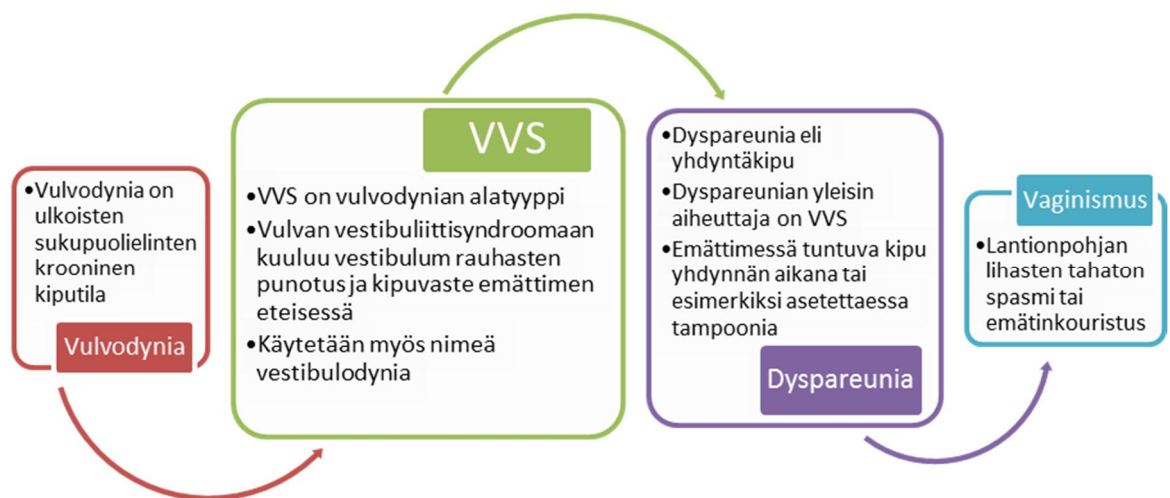 •Vulvodynia on
ulkoisten
sukupuolielinten
krooninen
kiputila
Vulvodynia
VVS
•VVS on vulvodynian alatyyppi
•Vulvan vestibuliittisyndroomaan
kuuluu vestibulum rauhasten
punotus ja kipuvaste emättimen
eteisessä
•Käytetään myös nimeä
vestibulodynia
•Dyspareunia eli
yhdyntäkipu
•Dyspareunian yleisin
aiheuttaja on VVS
•Emättimessä tuntuva kipu
yhdynnän aikana tai
esimerkiksi asetettaessa
tampoonia
Dyspareunia
Vaginismus
•Lantionpohjan
lihasten tahaton
spasmi tai
emätinkouristus